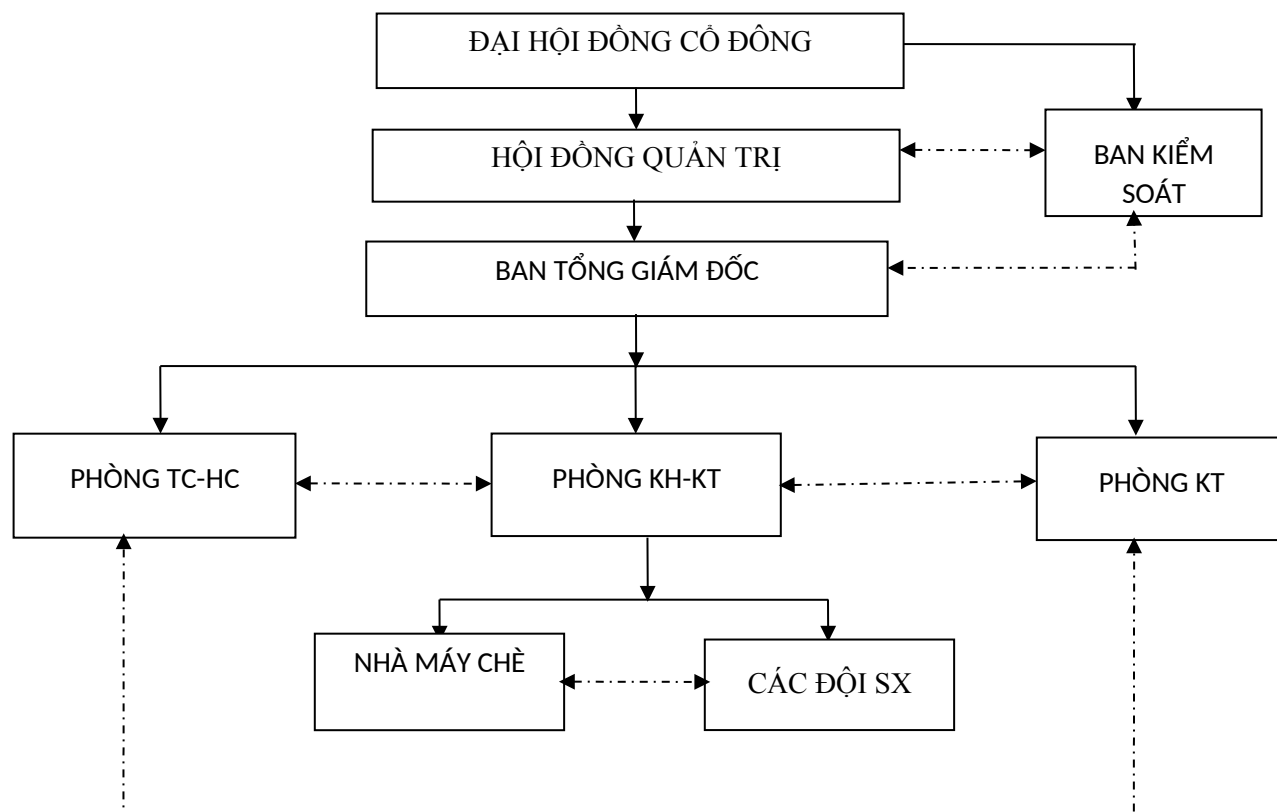 ĐẠI HỘI ĐỒNG CỔ ĐÔNG
HỘI ĐỒNG QUẢN TRỊ
BAN KIỂM
SOÁT
BAN TỔNG GIÁM ĐỐC
PHÒNG TC-HC
PHÒNG KH-KT
PHÒNG KT
NHÀ MÁY CHÈ
CÁC ĐỘI SX